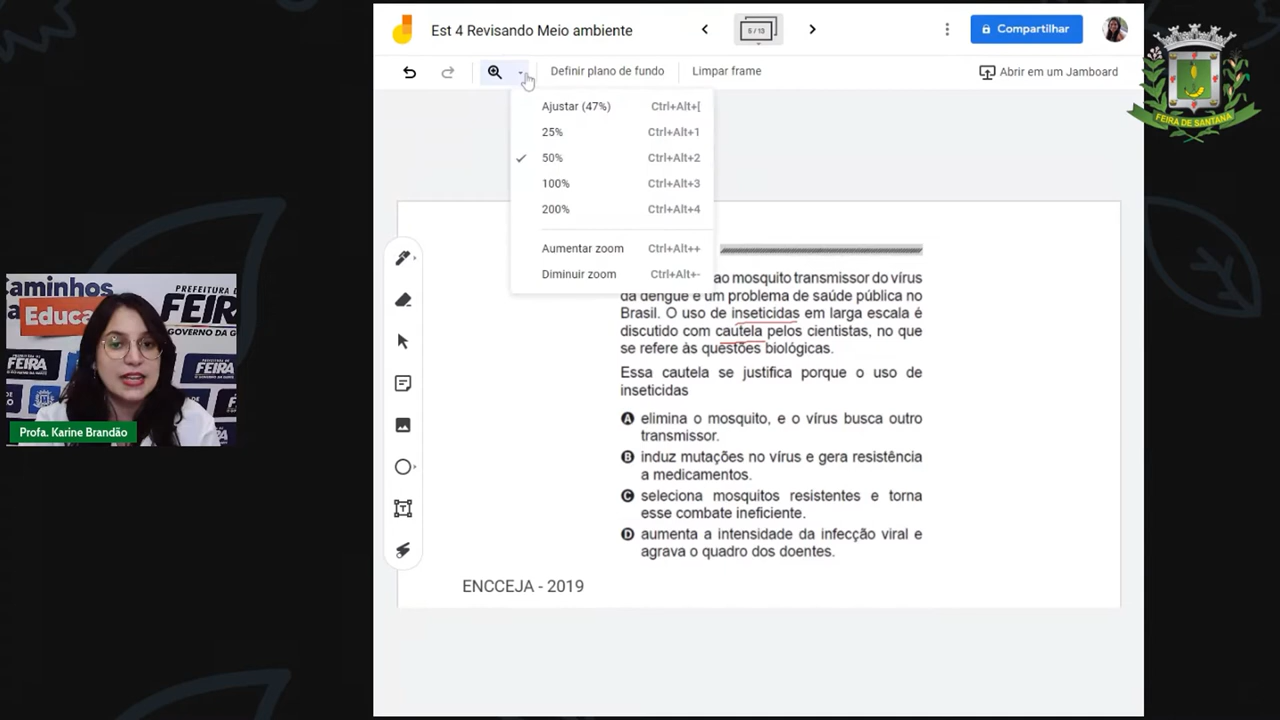 Est 4 Revisando Meio ambiente
5 / 13
Compartilhar
Definir plano de fundo
Limpar frame
Abrir em um Jamboard
Ajustar (47%) Ctrl+Alt+[
25% Ctrl+Alt+1
50% Ctrl+Alt+2
100% Ctrl+Alt+3
200% Ctrl+Alt+4
Aumentar zoom Ctrl+Alt++
Diminuir zoom Ctrl+Alt+-
FEIRA DE SANTANA
ao mosquito transmissor do vírus
da dengue é um problema de saúde pública no
Brasil. O uso de inseticidas em larga escala é
discutido com cautela pelos cientistas, no que
se refere às questões biológicas.
Essa cautela se justifica porque o uso de
inseticidas
A elimina o mosquito, e o vírus busca outro
transmissor.
B induz mutações no vírus e gera resistência
a medicamentos.
C seleciona mosquitos resistentes e torna
esse combate ineficiente.
D aumenta a intensidade da infecção viral e
agrava o quadro dos doentes.
ENCCEJA - 2019
Caminhos
da
Educa
PREFEITURA DE
FEIRA
GOVERNO DA
FEIRA
FEIRA
FEIRA
Profa. Karine Brandão